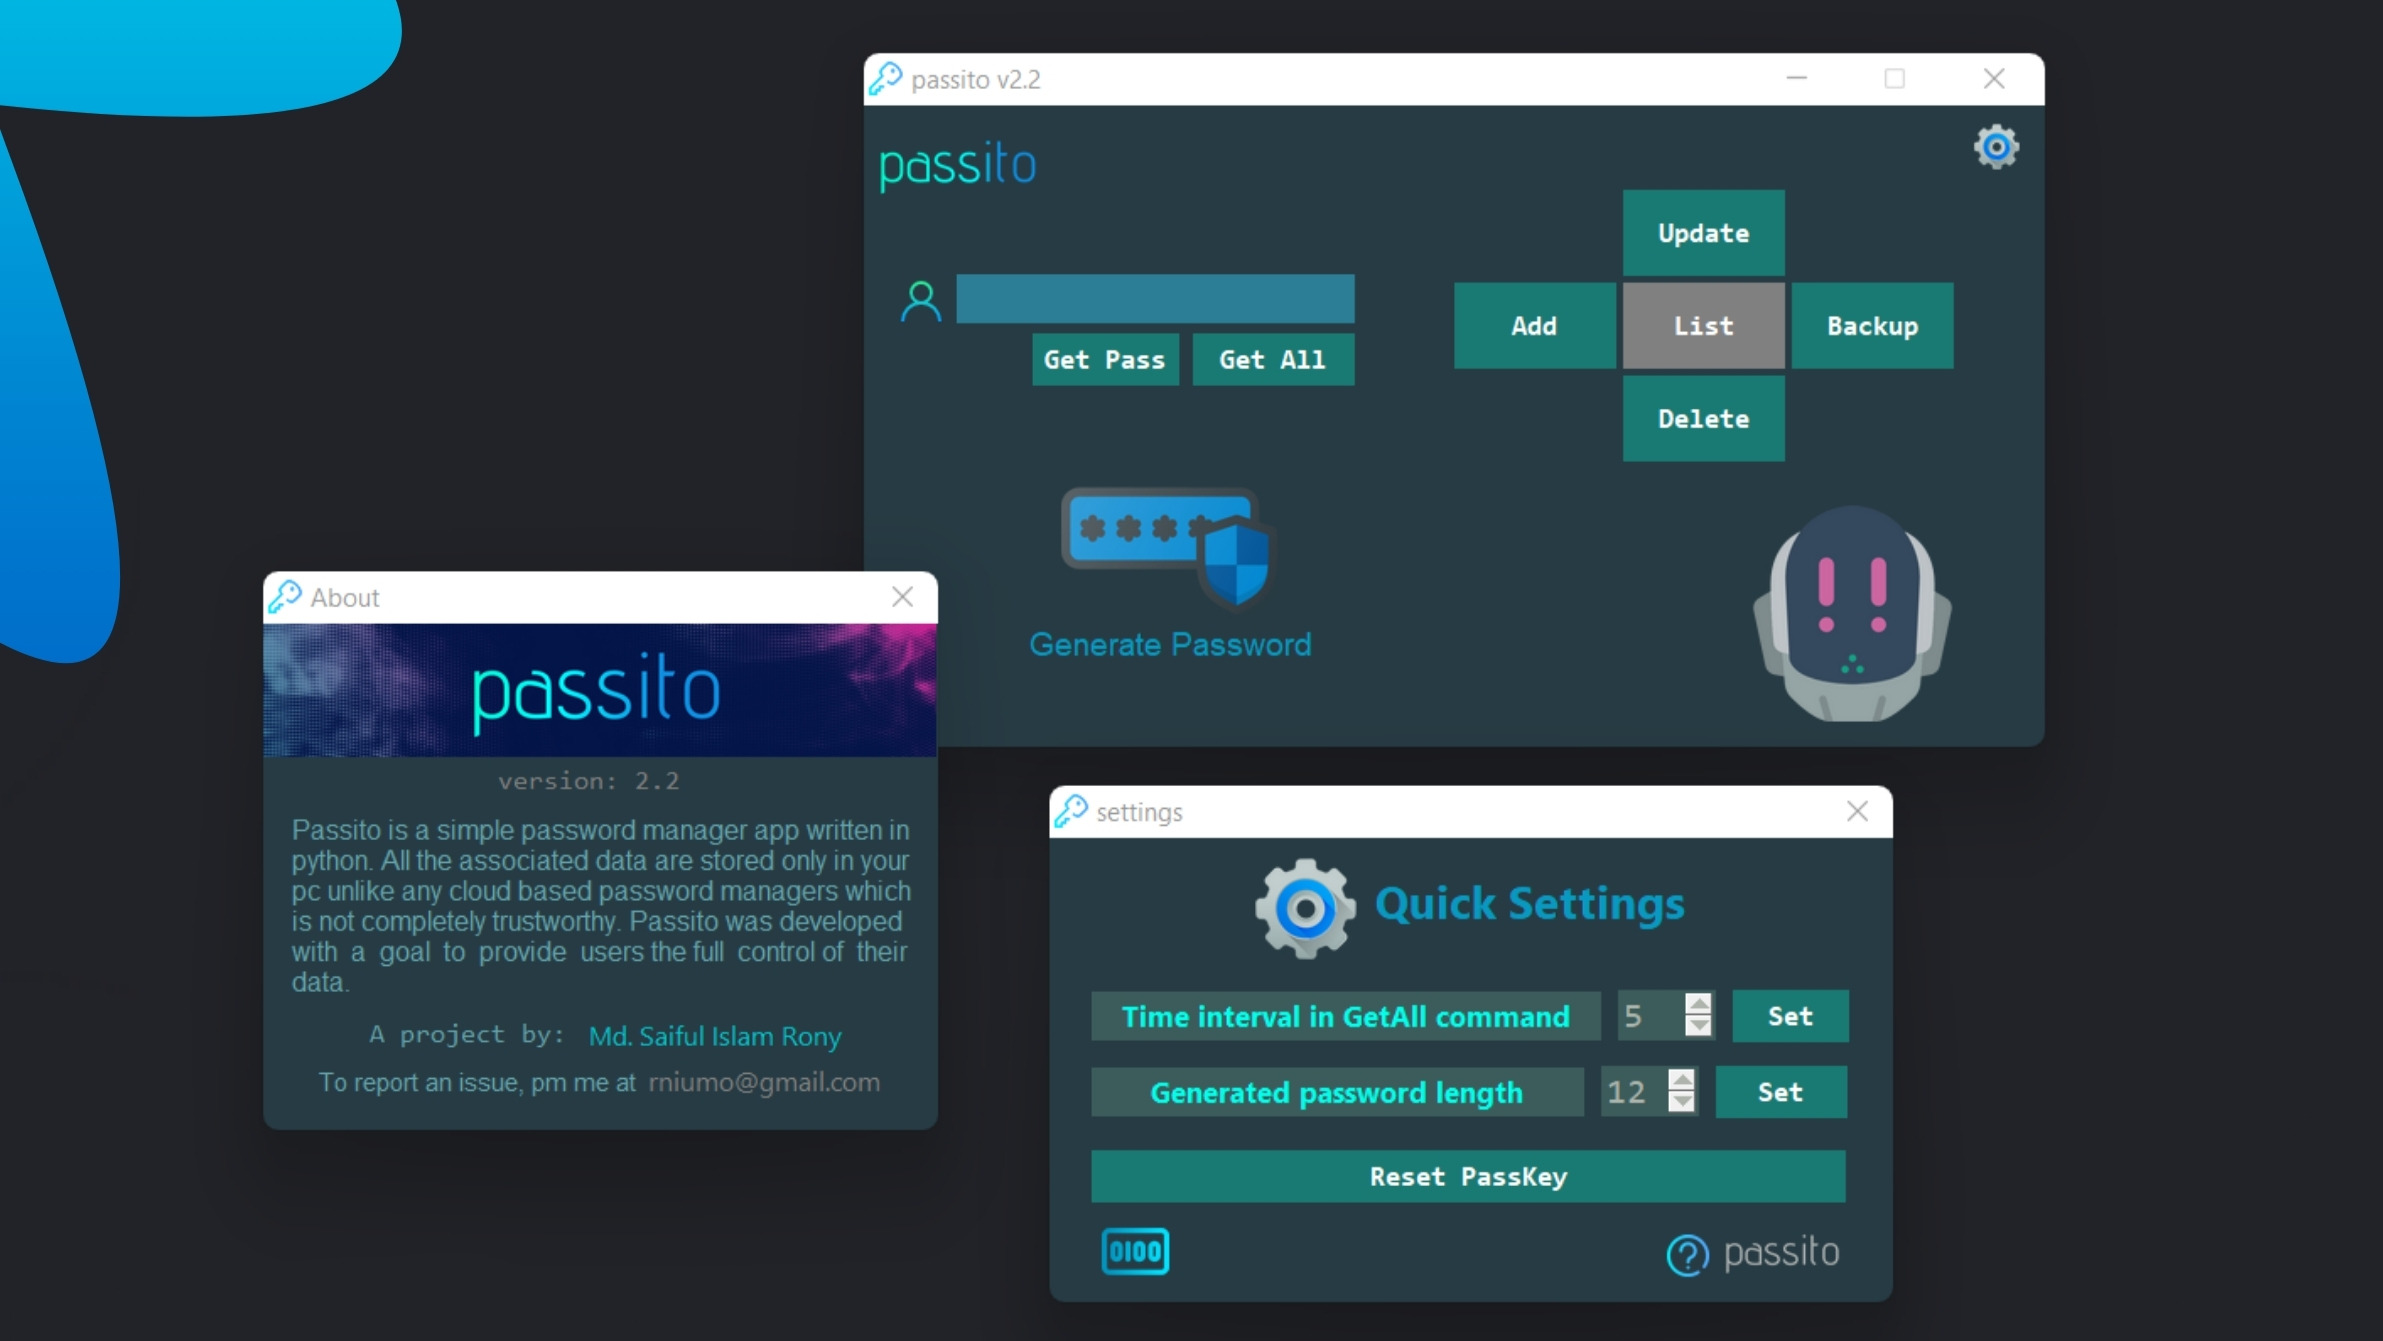 passito v2.2
passito
Update
Add
List
Backup
Get Pass
Get All
Delete
****
Generate Password
About
passito
version: 2.2
Passito is a simple password manager app written in
python. All the associated data are stored only in your
pc unlike any cloud based password managers which
is not completely trustworthy. Passito was developed
with a goal to provide users the full control of their
data.
A project by: Md. Saiful Islam Rony
To report an issue, pm me at rniumo@gmail.com
settings
Quick Settings
Time interval in GetAll command 5 Set
Generated password length 12 Set
Reset PassKey
0100
? passito